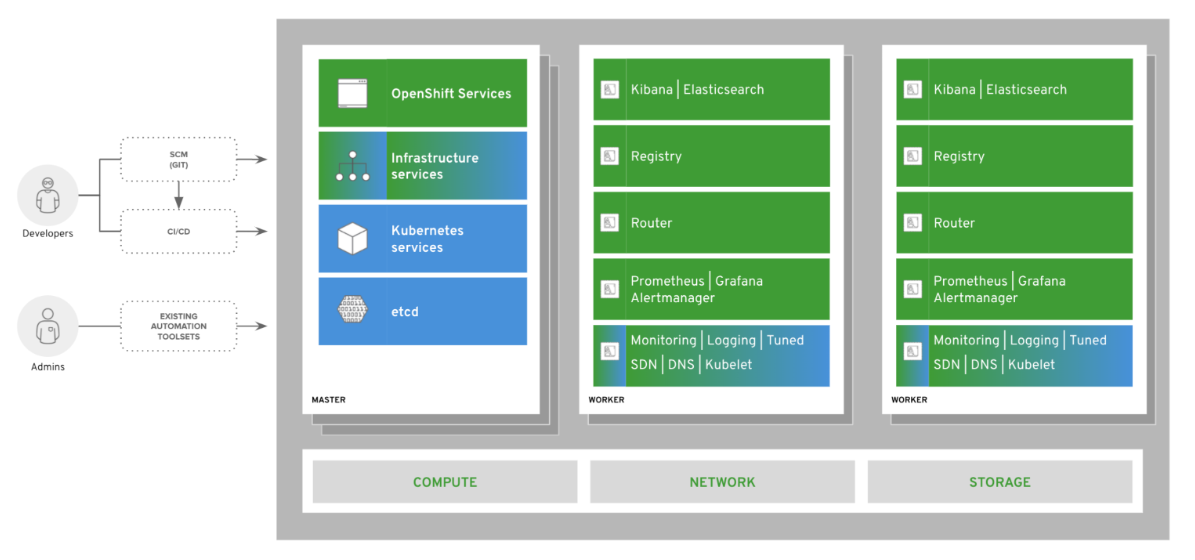 Developers
SCM
(GIT)
CI/CD
Admins
EXISTING
AUTOMATION
TOOLSETS
OpenShift Services
Infrastructure
services
Kubernetes
services
etcd
MASTER
Kibana | Elasticsearch
Registry
Router
Prometheus | Grafana
Alertmanager
Monitoring | Logging | Tuned
SDN | DNS | Kubelet
WORKER
Kibana | Elasticsearch
Registry
Router
Prometheus | Grafana
Alertmanager
Monitoring | Logging | Tuned
SDN | DNS | Kubelet
WORKER
COMPUTE
NETWORK
STORAGE